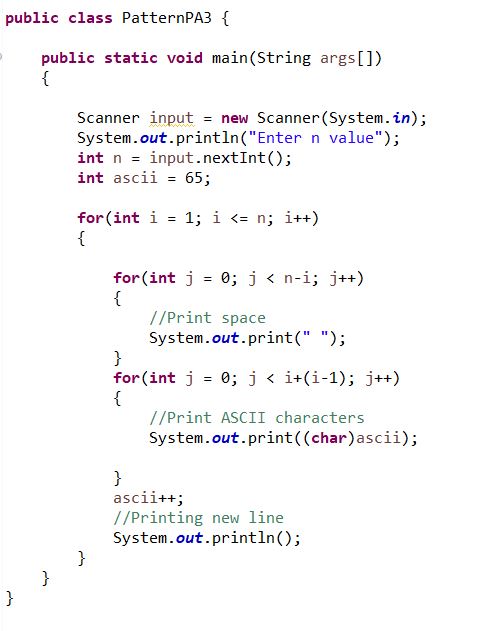 public class PatternPA3 {
public static void main(String args[])
{
Scanner input = new Scanner(System.in);
System.out.println("Enter n value");
int n = input.nextInt();
int ascii = 65;
for(int i = 1; i <= n; i++)
{
for(int j = 0; j < n-i; j++)
{
//Print space
System.out.print(" ");
}
for(int j = 0; j < i+(i-1); j++)
{
//Print ASCII characters
System.out.print((char)ascii);
}
ascii++;
//Printing new line
System.out.println();
}
}
}